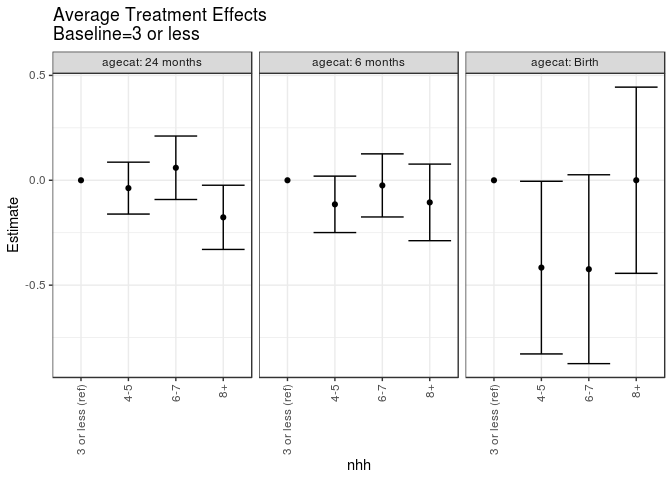 Average Treatment Effects
Baseline=3 or less
agecat: 24 months
agecat: 6 months
agecat: Birth
0.5
0.0
-0.5
Estimate
3 or less (ref)
4-5
6-7
8+
3 or less (ref)
4-5
6-7
8+
3 or less (ref)
4-5
6-7
8+
nhh